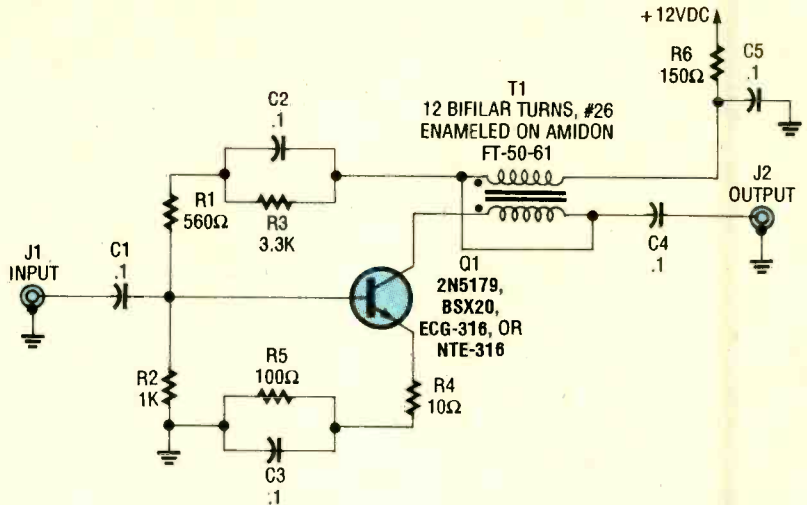 +12VDC
R6
150Ω
C5
.1
T1
12 BIFILAR TURNS, #26
ENAMELED ON AMIDON
FT-50-61
C2
.1
R1
560Ω
R3
3.3K
J2
OUTPUT
C4
.1
J1
INPUT
C1
.1
Q1
2N5179,
BSX20,
ECG-316, OR
NTE-316
R2
1K
R5
100Ω
R4
10Ω
C3
.1